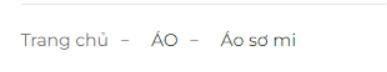 Trang chủ – ÁO – Áo sơ mi